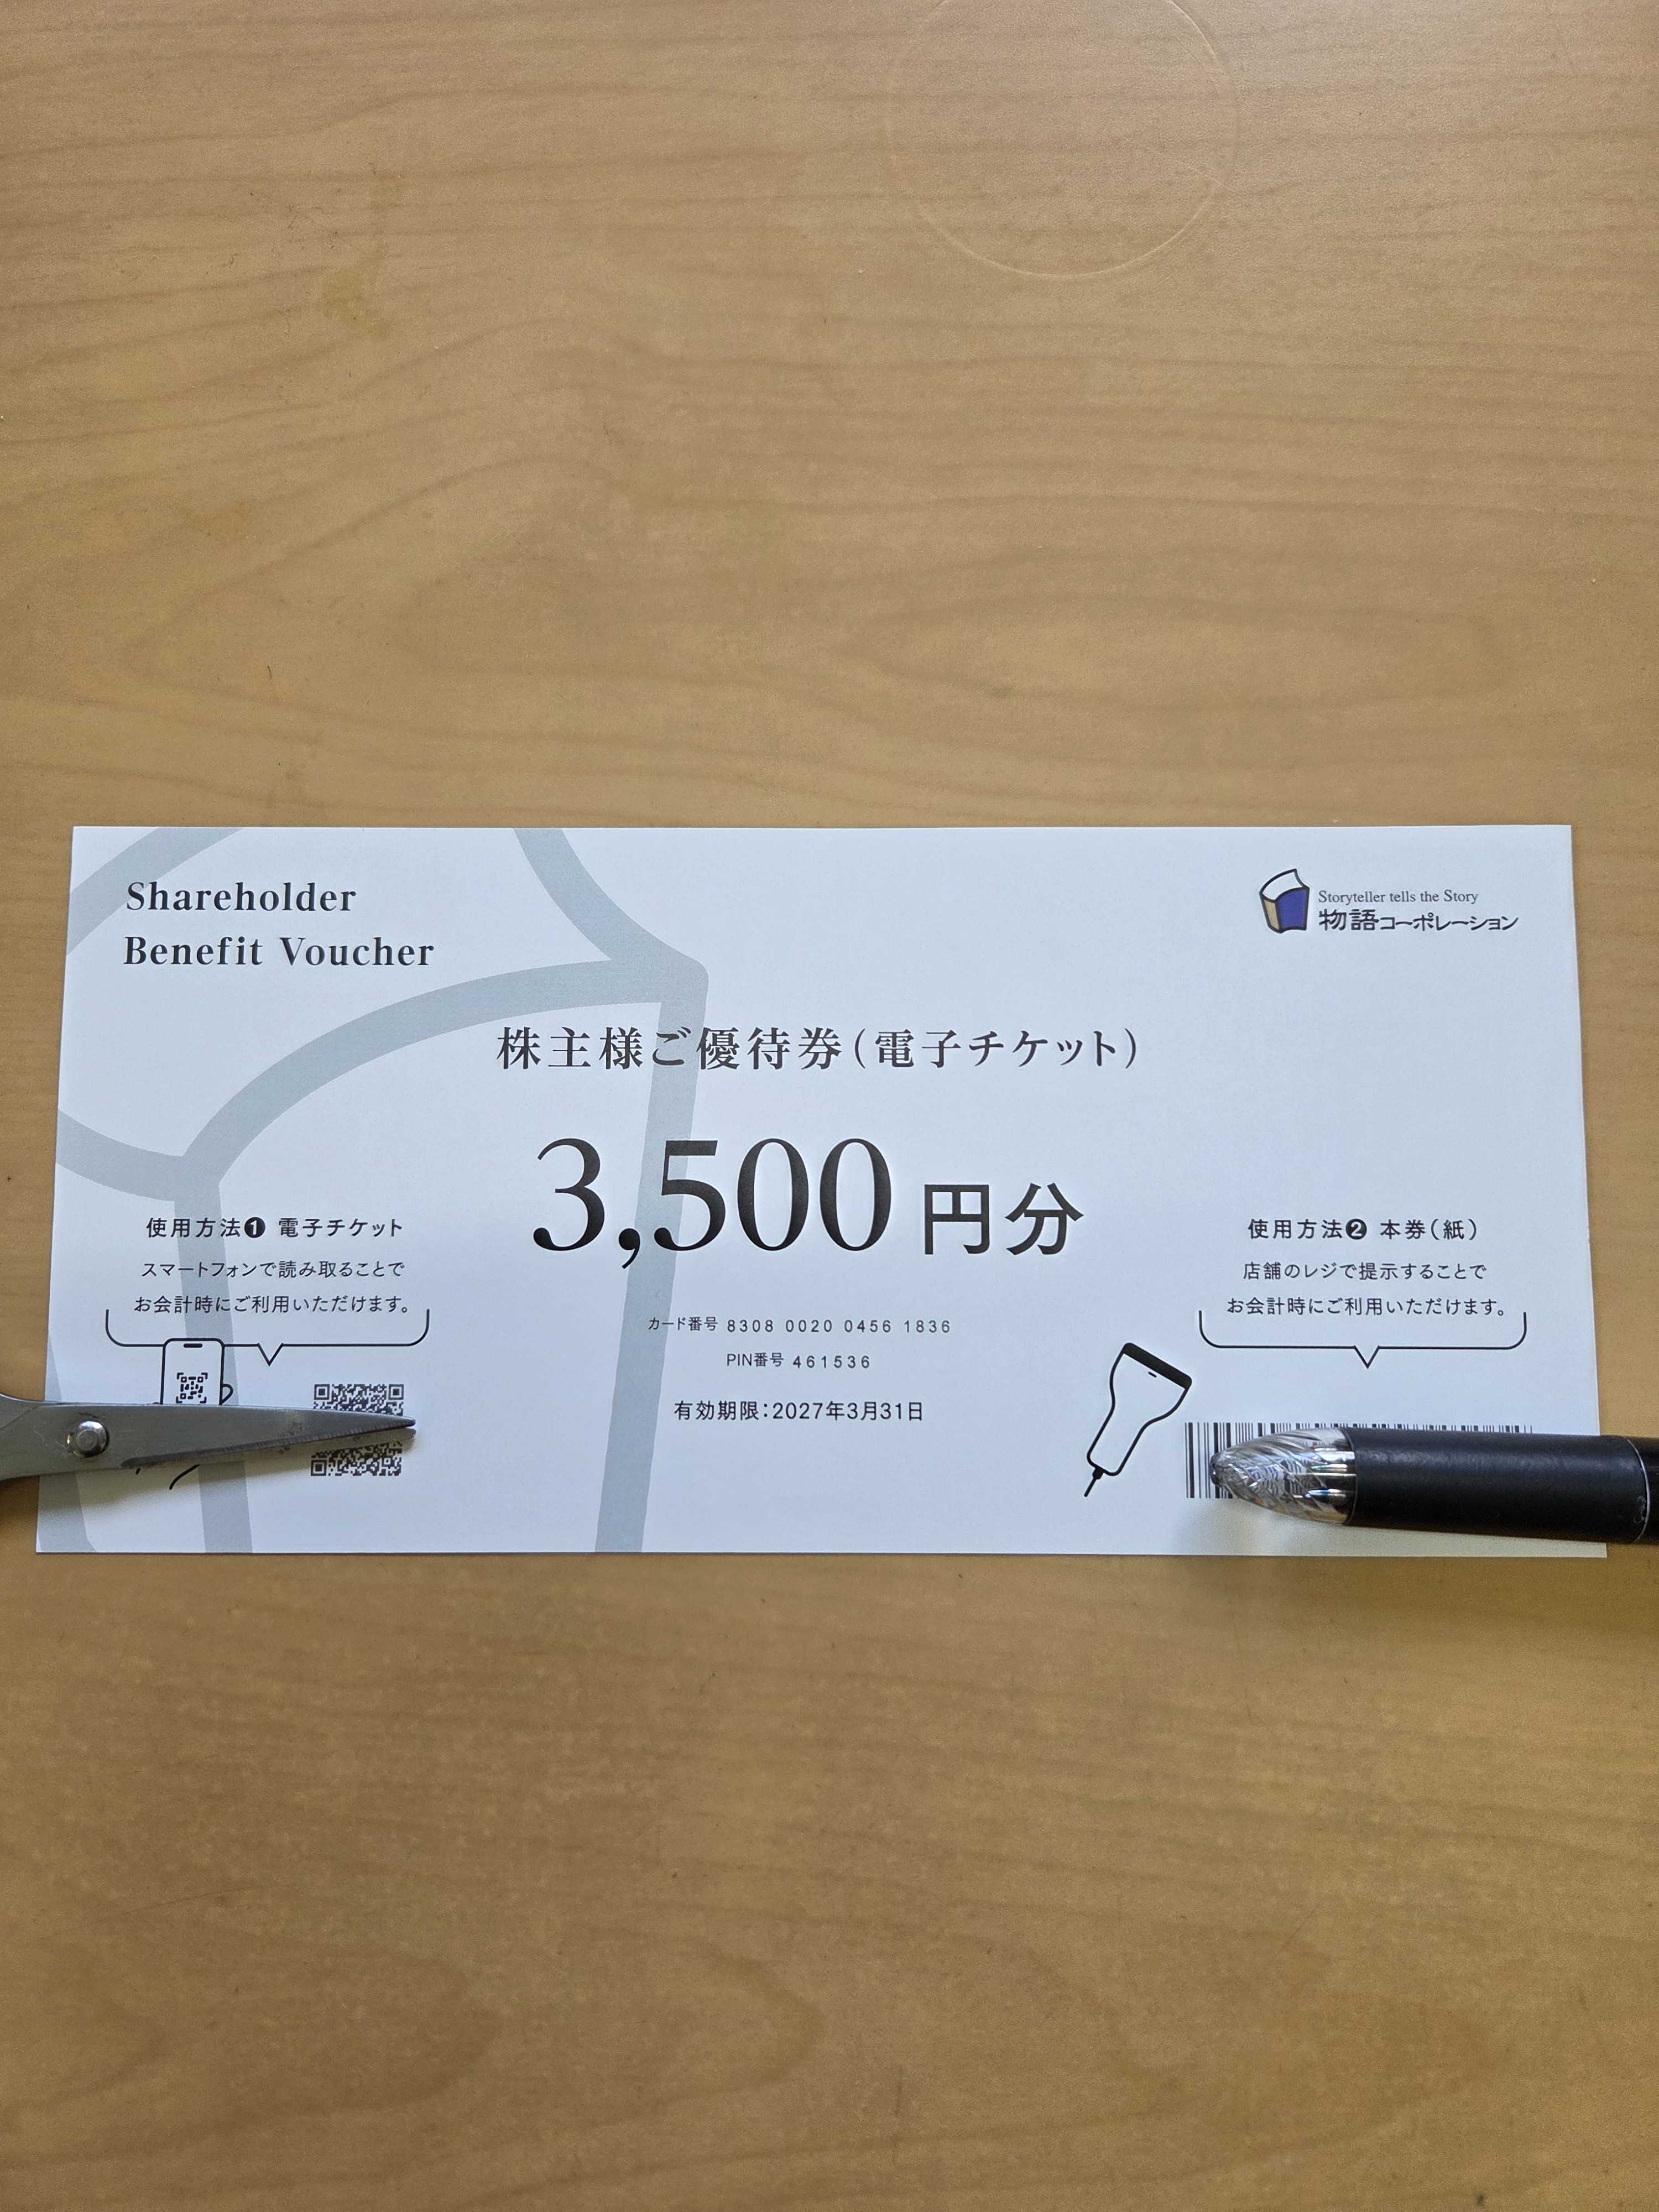 Shareholder
Benefit Voucher
Storyteller tells the Story
物語コーポレーション
株主様ご優待券(電子チケット)
3,500円分
使用方法❶ 電子チケット
スマートフォンで読み取ることで
お会計時にご利用いただけます。
カード番号 8308 0020 0456 1836
PIN番号 461536
有効期限:2027年3月31日
使用方法❷ 本券(紙)
店舗のレジで提示することで
お会計時にご利用いただけます。